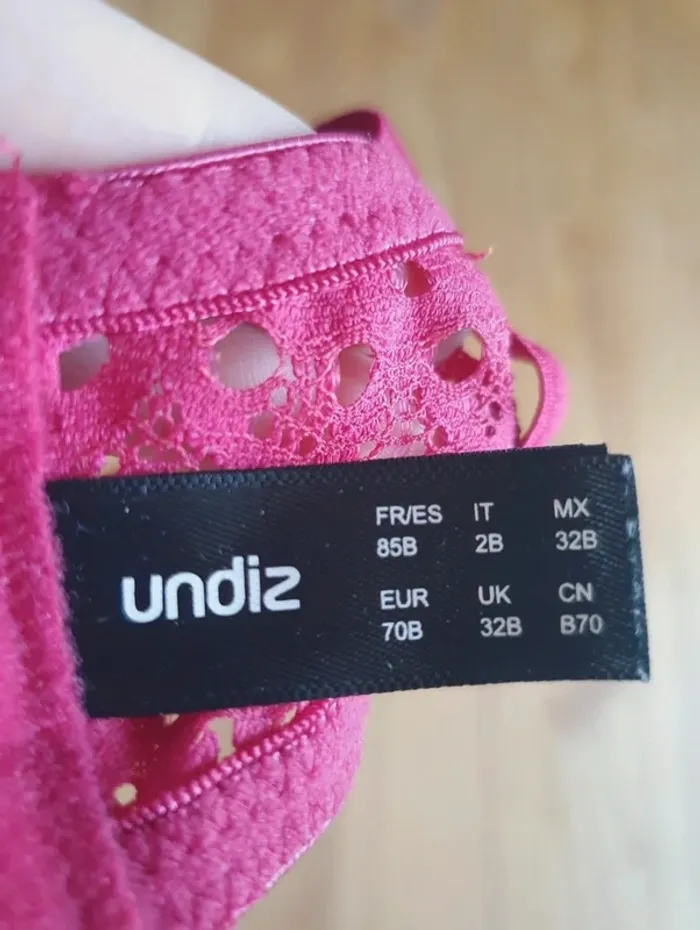 undiz
FR/ES IT MX
85B 2B 32B
EUR UK CN
70B 32B B70